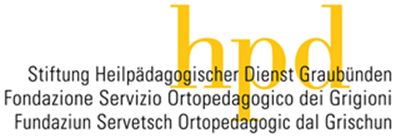 hpd
Stiftung Heilpädagogischer Dienst Graubünden
Fondazione Servizio Ortopedagogico dei Grigioni
Fundaziun Servetsch Ortopedagogic dal Grischun